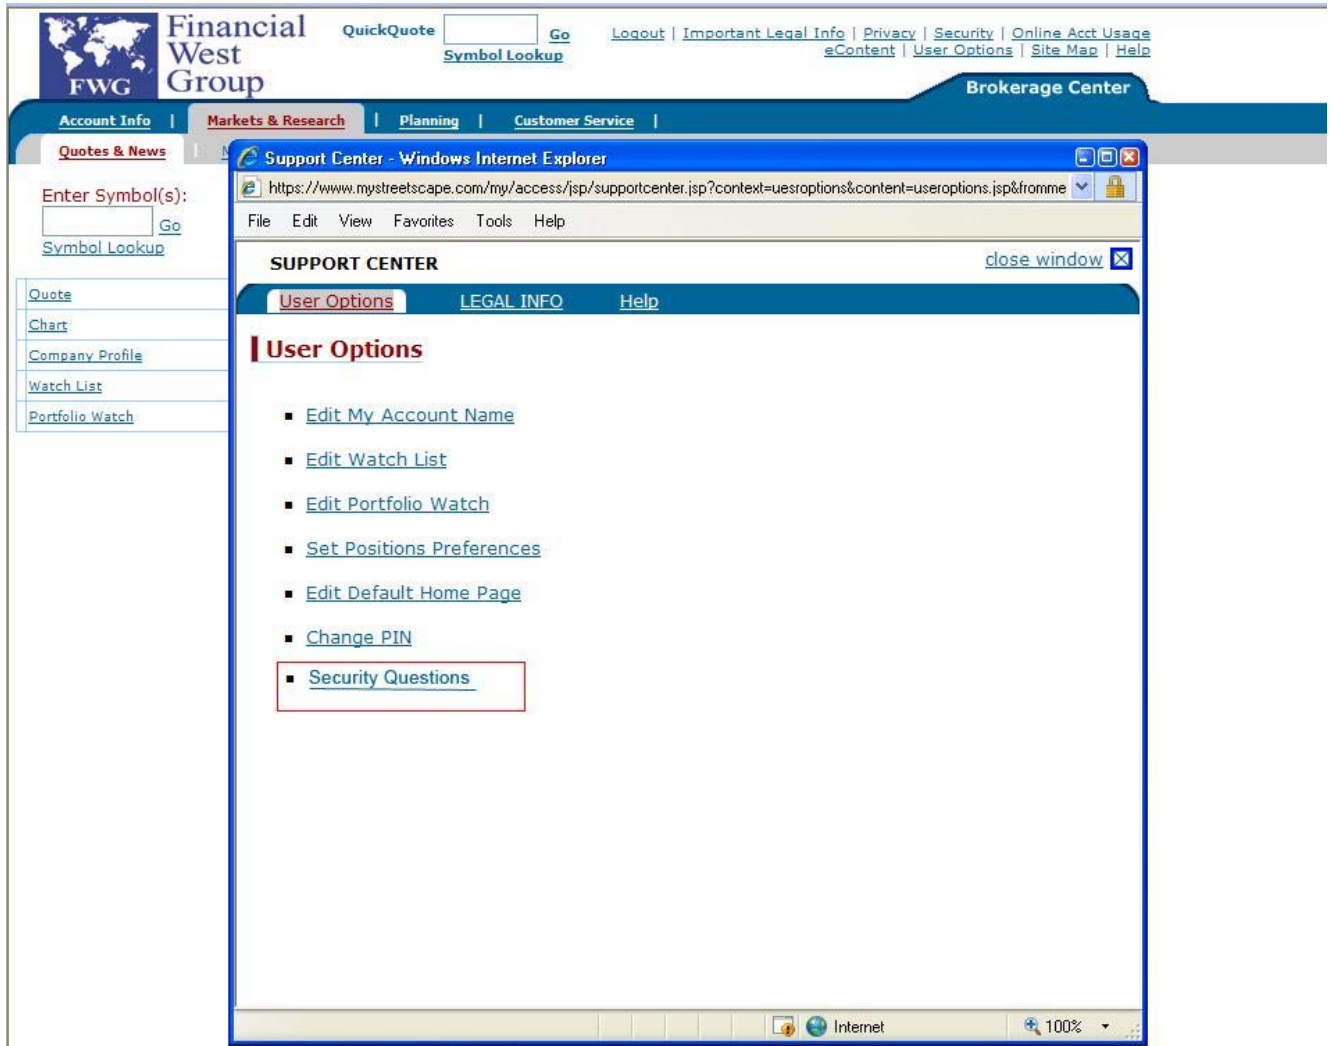 Financial
West
Group
FWG
QuickQuote Go
Symbol Lookup
Logout | Important Legal Info | Privacy | Security | Online Acct Usage
eContent | User Options | Site Map | Help
Brokerage Center
Account Info | Markets & Research | Planning | Customer Service |
Quotes & News
Enter Symbol(s):
Go
Symbol Lookup
Quote
Chart
Company Profile
Watch List
Portfolio Watch
Support Center - Windows Internet Explorer
https://www.mystreetscape.com/my/access/jsp/supportcenter.jsp?context=uesroptions&content=useroptions.jsp&fromme
File Edit View Favorites Tools Help
SUPPORT CENTER
close window
User Options LEGAL INFO Help
User Options
Edit My Account Name
Edit Watch List
Edit Portfolio Watch
Set Positions Preferences
Edit Default Home Page
Change PIN
Security Questions
Internet 100%